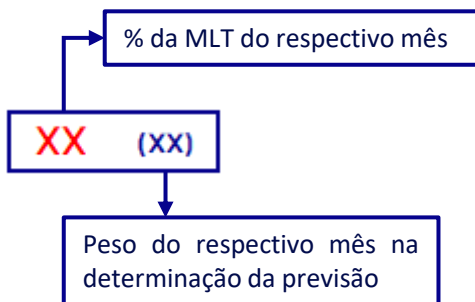 % da MLT do respectivo mês
XX (XX)
Peso do respectivo mês na
determinação da previsão